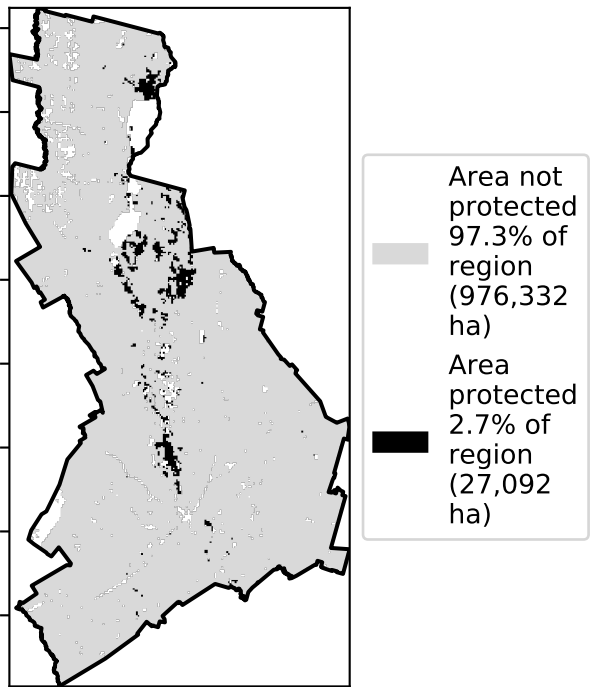 Area not
protected
97.3% of
region
(976,332
ha)
Area
protected
2.7% of
region
(27,092
ha)